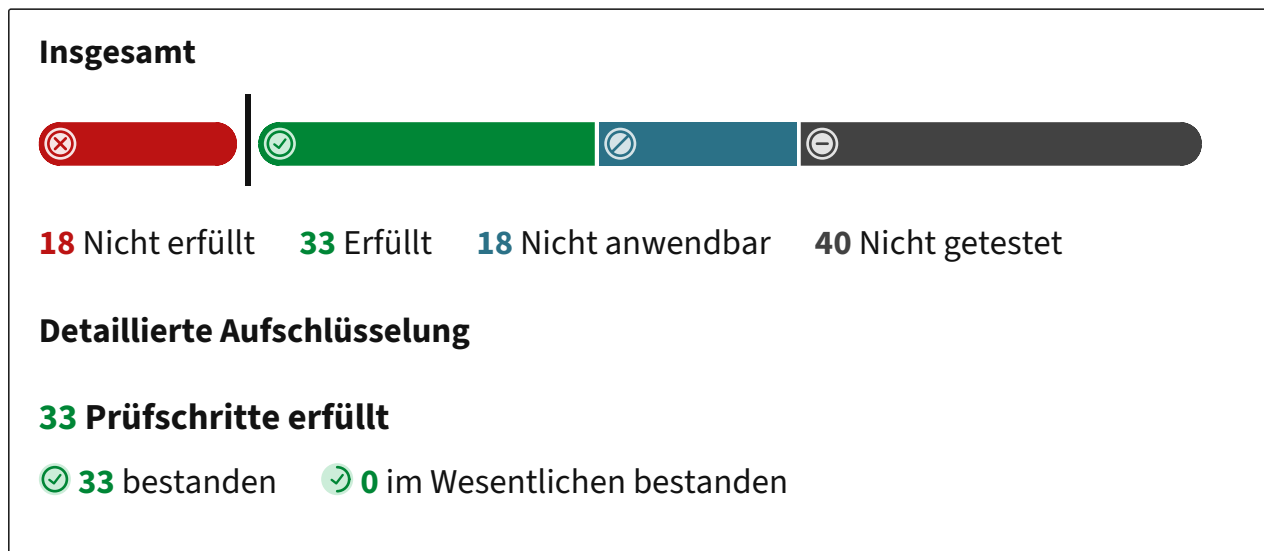 Insgesamt
18 Nicht erfüllt 33 Erfüllt 18 Nicht anwendbar 40 Nicht getestet
Detaillierte Aufschlüsselung
33 Prüfschritte erfüllt
33 bestanden 0 im Wesentlichen bestanden